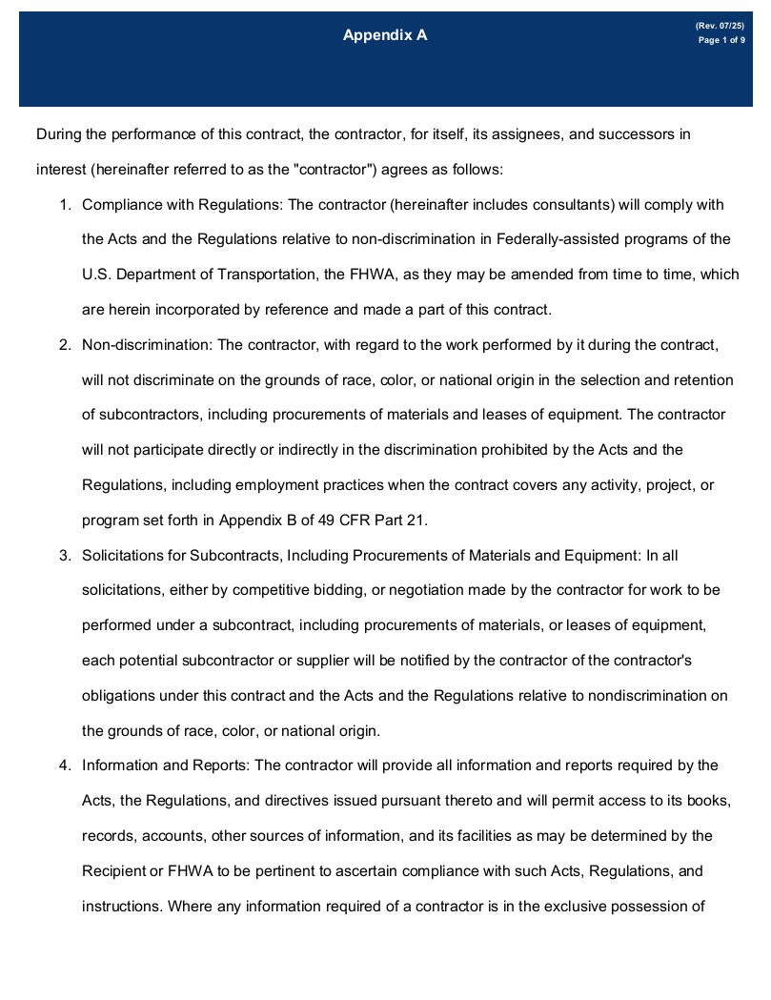 Appendix A
(Rev. 07/25)
Page 1 of 9
During the performance of this contract, the contractor, for itself, its assignees, and successors in
interest (hereinafter referred to as the "contractor") agrees as follows:
1. Compliance with Regulations: The contractor (hereinafter includes consultants) will comply with
the Acts and the Regulations relative to non-discrimination in Federally-assisted programs of the
U.S. Department of Transportation, the FHWA, as they may be amended from time to time, which
are herein incorporated by reference and made a part of this contract.
2. Non-discrimination: The contractor, with regard to the work performed by it during the contract,
will not discriminate on the grounds of race, color, or national origin in the selection and retention
of subcontractors, including procurements of materials and leases of equipment. The contractor
will not participate directly or indirectly in the discrimination prohibited by the Acts and the
Regulations, including employment practices when the contract covers any activity, project, or
program set forth in Appendix B of 49 CFR Part 21.
3. Solicitations for Subcontracts, Including Procurements of Materials and Equipment: In all
solicitations, either by competitive bidding, or negotiation made by the contractor for work to be
performed under a subcontract, including procurements of materials, or leases of equipment,
each potential subcontractor or supplier will be notified by the contractor of the contractor's
obligations under this contract and the Acts and the Regulations relative to nondiscrimination on
the grounds of race, color, or national origin.
4. Information and Reports: The contractor will provide all information and reports required by the
Acts, the Regulations, and directives issued pursuant thereto and will permit access to its books,
records, accounts, other sources of information, and its facilities as may be determined by the
Recipient or FHWA to be pertinent to ascertain compliance with such Acts, Regulations, and
instructions. Where any information required of a contractor is in the exclusive possession of